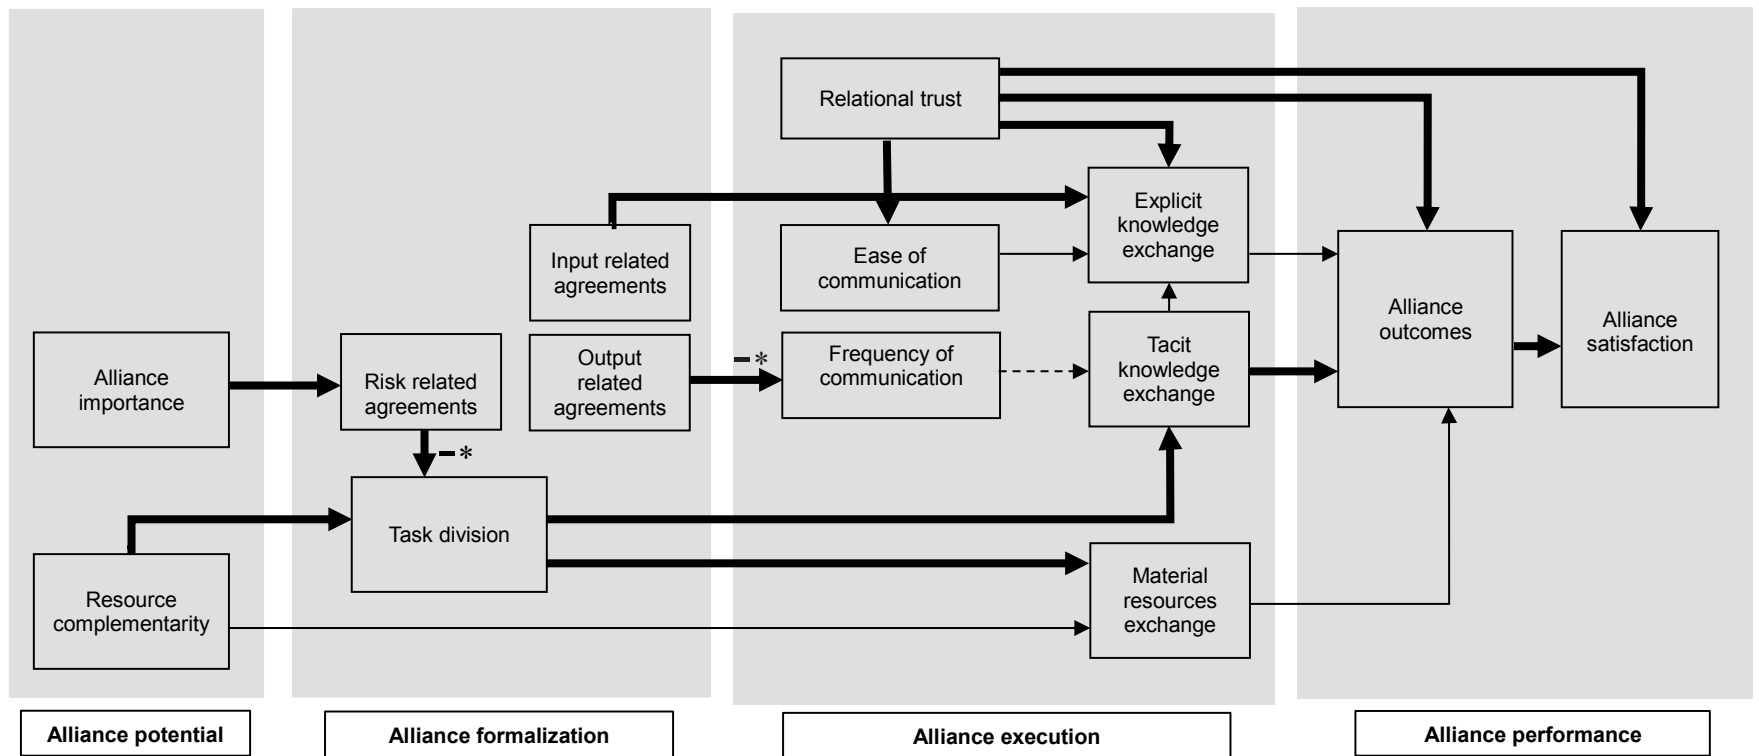 Relational trust
Explicit
knowledge
exchange
Input related
agreements
Ease of
communication
Alliance
outcomes
Alliance
satisfaction
Alliance
importance
Risk related
agreements
Output
related
agreements
– *
Frequency of
communication
Tacit
knowledge
exchange
– *
Task division
Resource
complementarity
Material
resources
exchange
Alliance potential
Alliance formalization
Alliance execution
Alliance performance